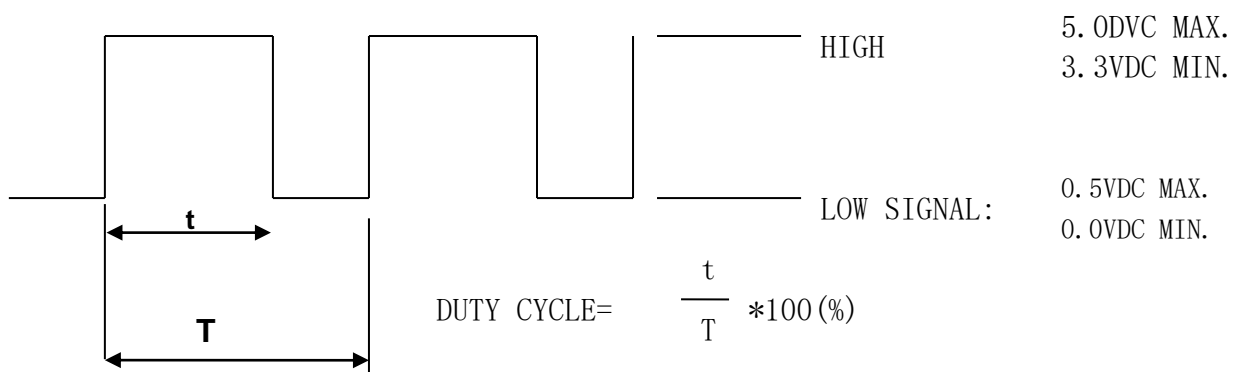 HIGH
5.0DVC MAX.
3.3VDC MIN.
t
LOW SIGNAL:
0.5VDC MAX.
0.0VDC MIN.
T
DUTY CYCLE=
t
T
*100(%)